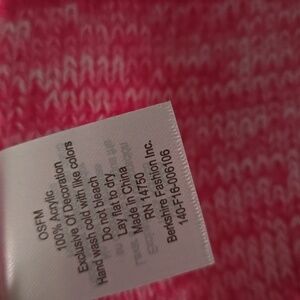 OSFM
100% Acrylic
Exclusive Of Decoration
Hand wash cold with like colors
Do not bleach
Lay flat to dry
Made in China
RN 14750
Berkshire Fashion Inc.
140-F16-006106